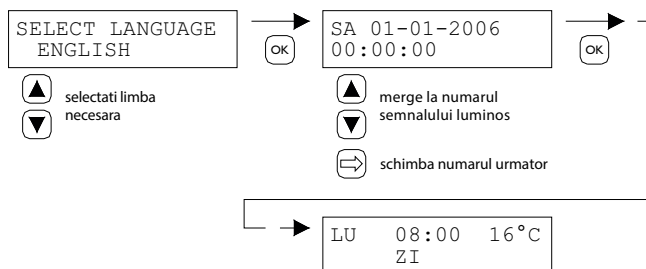 SELECT LANGUAGE
ENGLISH
OK
SA 01-01-2006
00:00:00
OK
selectati limba
necesara
merge la numarul
semnalului luminos
schimba numarul urmator
LU 08:00 16°C
ZI